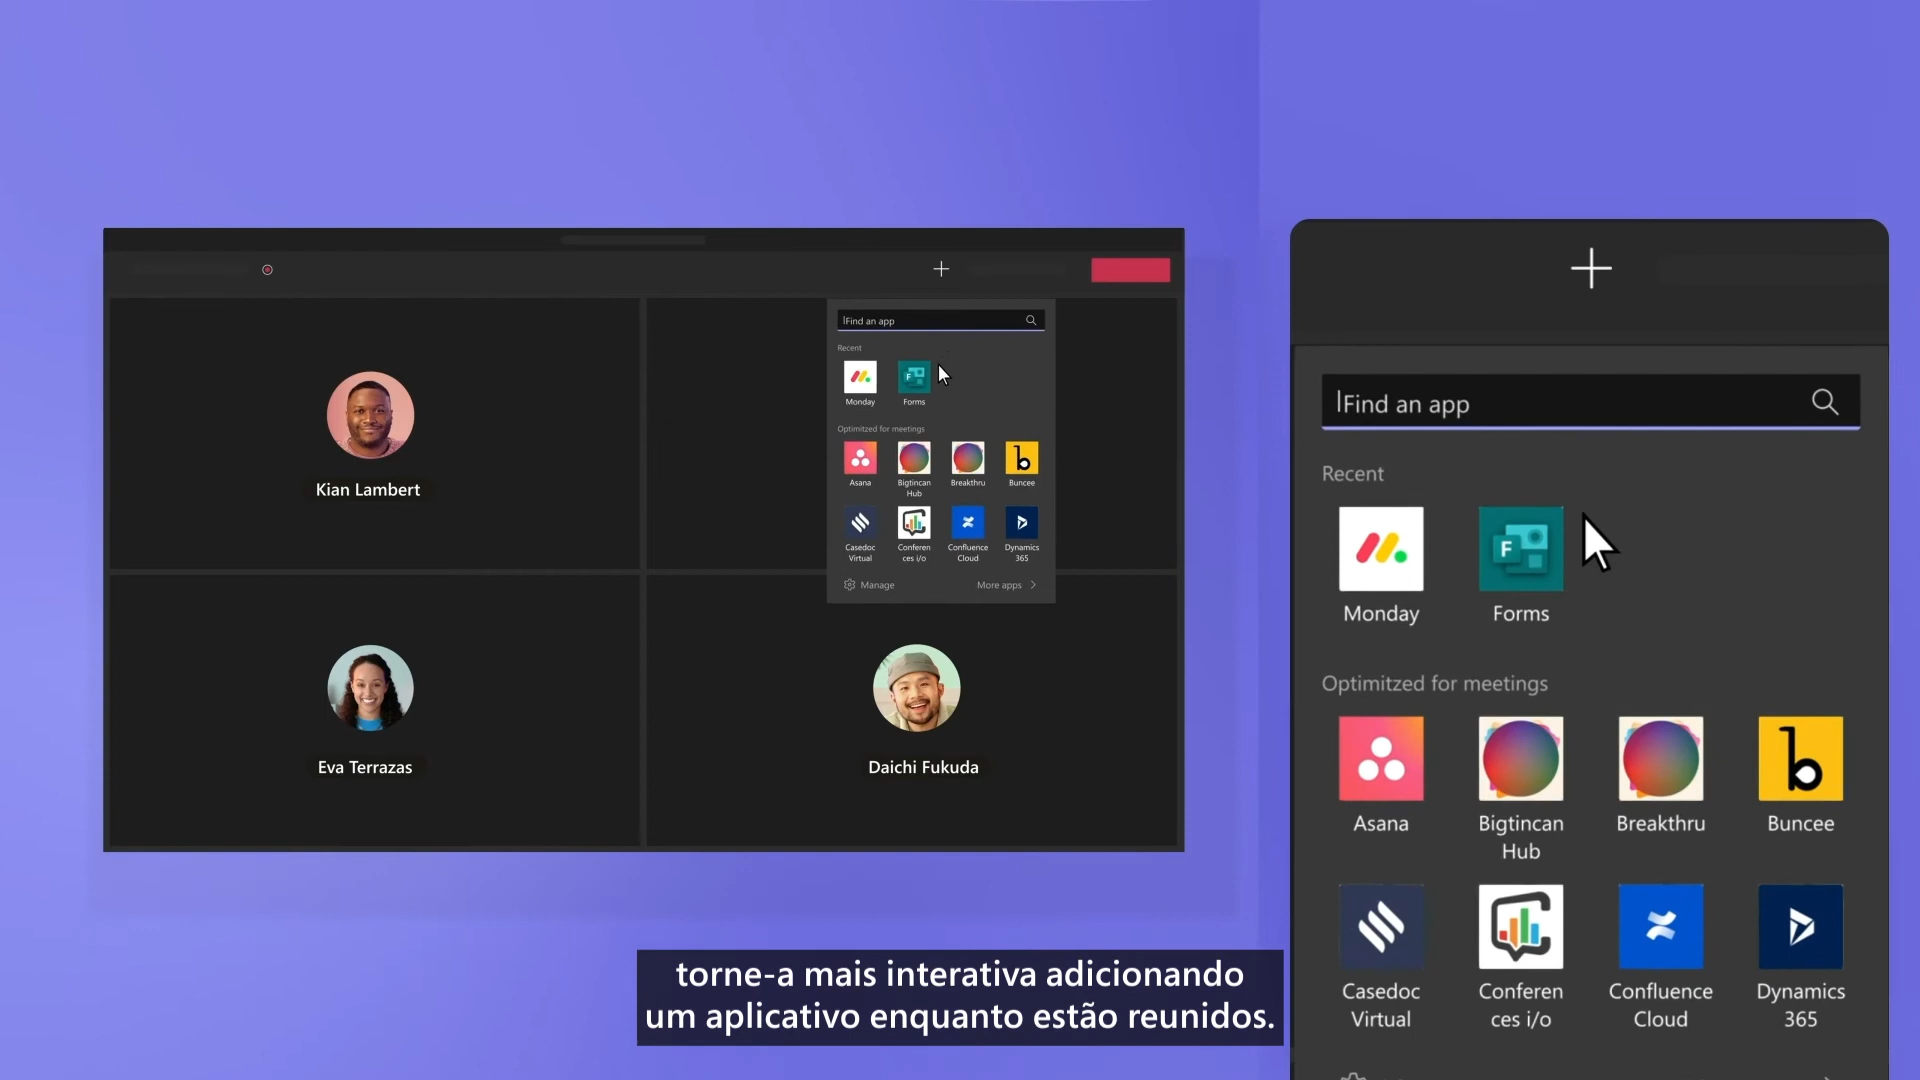 Find an app
Recent
Monday
Forms
Optimitzed for meetings
Asana
Bigtincan
Hub
Breakthru
Buncee
Casedoc
Virtual
Conferen
ces i/o
Confluence
Cloud
Dynamics
365
Manage
More apps
Kian Lambert
Eva Terrazas
Daichi Fukuda
Find an app
Recent
Monday
Forms
Optimitzed for meetings
Asana
Bigtincan
Hub
Breakthru
Buncee
Casedoc
Virtual
Conferen
ces i/o
Confluence
Cloud
Dynamics
365
torne-a mais interativa adicionando
um aplicativo enquanto estão reunidos.